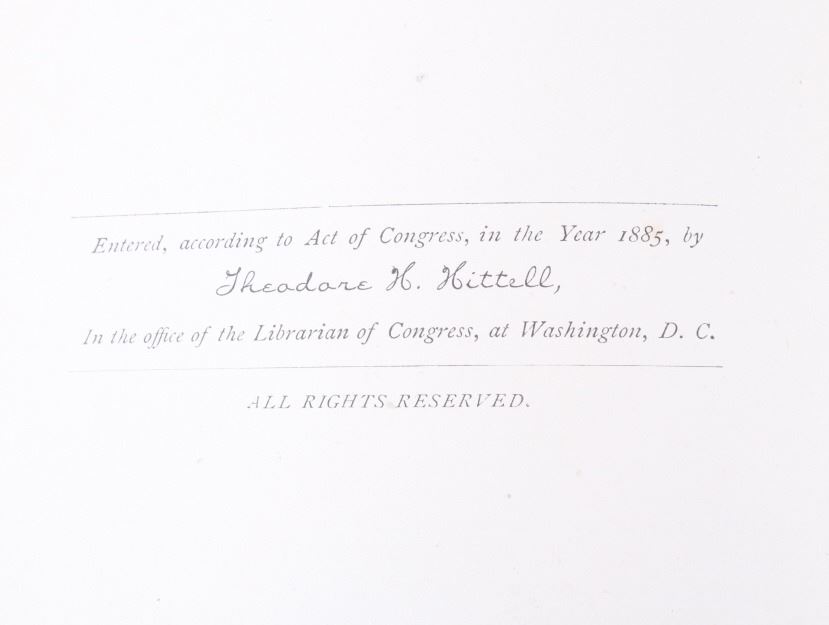 Entered, according to Act of Congress, in the Year 1885, by
Theodore H. Hittell,
In the office of the Librarian of Congress, at Washington, D. C.
ALL RIGHTS RESERVED.